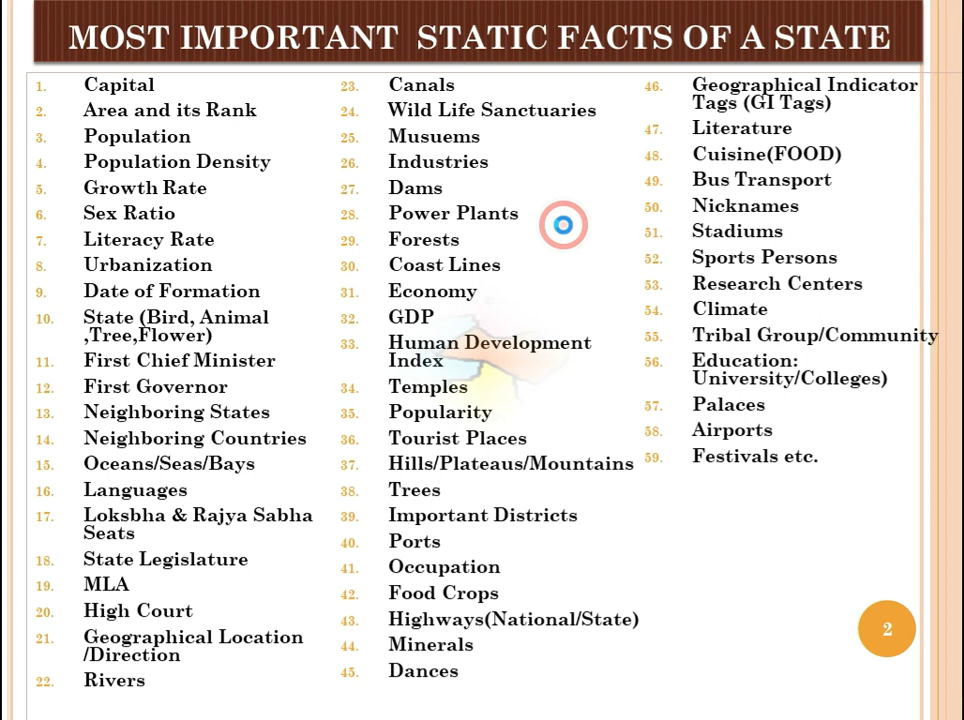 MOST IMPORTANT STATIC FACTS OF A STATE
1. Capital
2. Area and its Rank
3. Population
4. Population Density
5. Growth Rate
6. Sex Ratio
7. Literacy Rate
8. Urbanization
9. Date of Formation
10. State (Bird, Animal
,Tree,Flower)
11. First Chief Minister
12. First Governor
13. Neighboring States
14. Neighboring Countries
15. Oceans/Seas/Bays
16. Languages
17. Loksbha & Rajya Sabha
Seats
18. State Legislature
19. MLA
20. High Court
21. Geographical Location
/Direction
22. Rivers
23. Canals
24. Wild Life Sanctuaries
25. Musuems
26. Industries
27. Dams
28. Power Plants
29. Forests
30. Coast Lines
31. Economy
32. GDP
33. Human Development
Index
34. Temples
35. Popularity
36. Tourist Places
37. Hills/Plateaus/Mountains
38. Trees
39. Important Districts
40. Ports
41. Occupation
42. Food Crops
43. Highways(National/State)
44. Minerals
45. Dances
46. Geographical Indicator
Tags (GI Tags)
47. Literature
48. Cuisine(FOOD)
49. Bus Transport
50. Nicknames
51. Stadiums
52. Sports Persons
53. Research Centers
54. Climate
55. Tribal Group/Community
56. Education:
University/Colleges)
57. Palaces
58. Airports
59. Festivals etc.
2